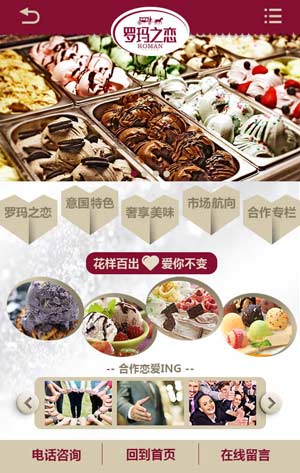 罗玛之恋
ROMAN
罗玛之恋
意国特色
奢享美味
市场航向
合作专栏
花样百出 爱你不变
-- 合作恋爱ING --
电话咨询 回到首页 在线留言